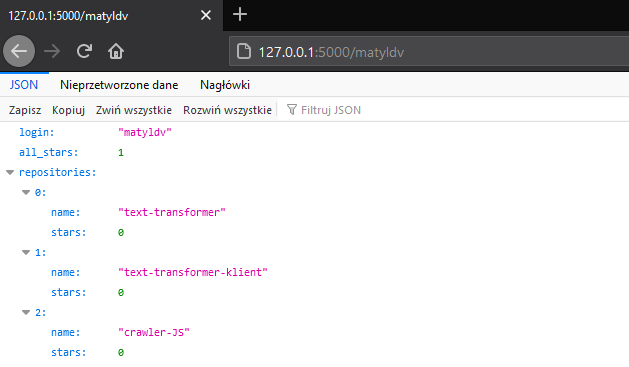 127.0.0.1:5000/matyldv
127.0.0.1:5000/matyldv
JSON Nieprzetworzone dane Nagłówki
Zapisz Kopiuj Zwiń wszystkie Rozwiń wszystkie Filtruj JSON
login: "matyldv"
all_stars: 1
repositories:
0:
name: "text-transformer"
stars: 0
1:
name: "text-transformer-klient"
stars: 0
2:
name: "crawler-JS"
stars: 0